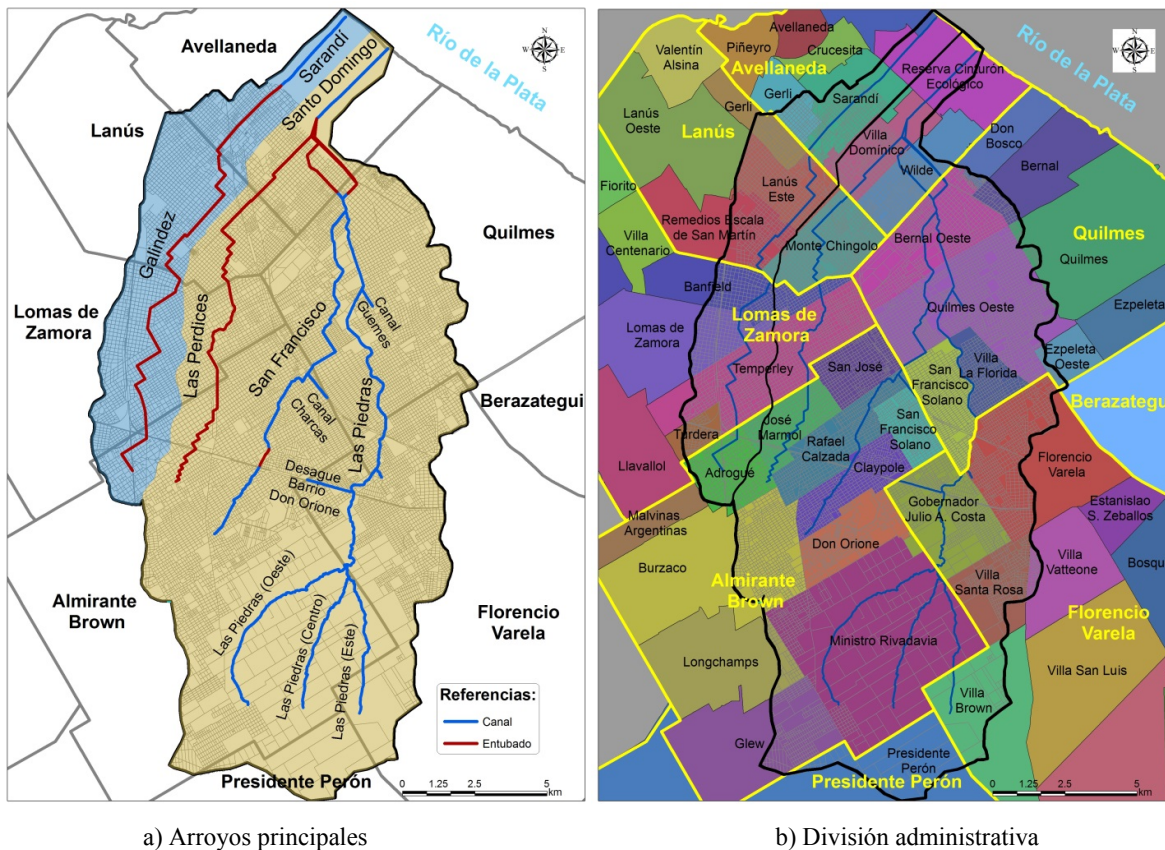 Avellaneda
Río de la Plata
N
W
E
S
Sarandí
Santo Domingo
Lanús
Galindez
Quilmes
Lomas de
Zamora
Las Perdices
San Francisco
Canal
Guemes
Canal
Charcas
Las Piedras
Berazategui
Desague
Barrio
Don Orione
Almirante
Brown
Las Piedras (Oeste)
Las Piedras (Centro)
Las Piedras (Este)
Florencio
Varela
Referencias:
Canal
Entubado
Presidente Perón
0 1.25 2.5 5
km
a) Arroyos principales
Avellaneda
Valentín
Alsina
Piñeyro
Crucesita
Avellaneda
Río de la Plata
N
W
E
S
Reserva Cinturón
Ecológico
Gerli
Gerli
Sarandí
Lanús
Oeste
Lanús
Villa
Domínico
Don
Bosco
Bernal
Wilde
Fiorito
Lanús
Este
Remedios Escala
de San Martín
Villa
Centenario
Monte Chingolo
Bernal Oeste
Quilmes
Quilmes
Banfield
Lomas de
Zamora
Lomas de
Zamora
Quilmes Oeste
Ezpeleta
Ezpeleta
Oeste
Temperley
San José
San
Francisco
Solano
Villa
La Florida
Berazategui
Turdera
José
Marmol
San
Francisco
Solano
Rafael
Calzada
Llavallol
Adrogué
Claypole
Florencio
Varela
Gobernador
Julio A. Costa
Estanislao
S. Zeballos
Malvinas
Argentinas
Don Orione
Villa
Vatteone
Bosqu
Burzaco
Almirante
Brown
Villa
Santa Rosa
Florencio
Varela
Ministro Rivadavia
Longchamps
Villa San Luis
Villa
Brown
Glew
Presidente
Perón
Presidente Perón
0 1.25 2.5 5
km
b) División administrativa